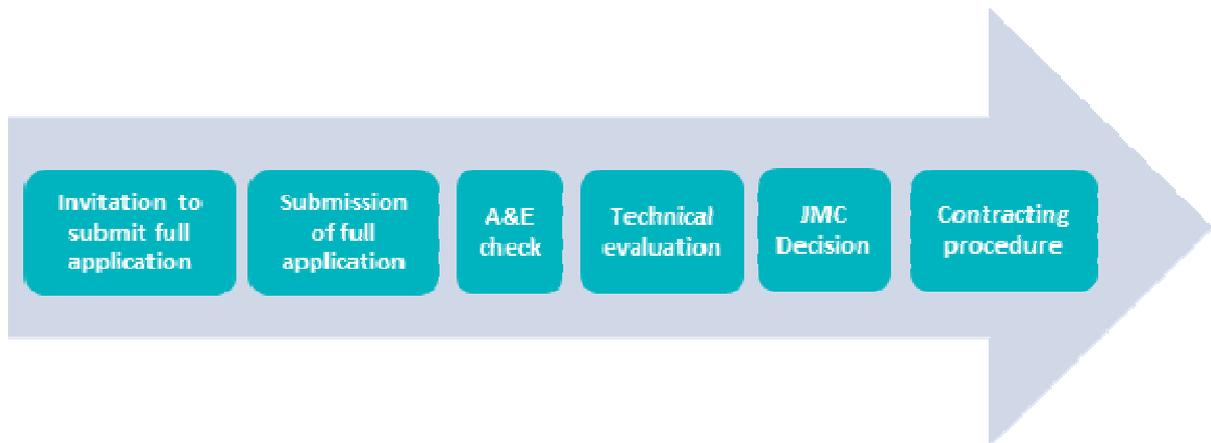 Invitation to
submit full
application
Submission
of full
application
A&E
check
Technical
evaluation
JMC
Decision
Contracting
procedure